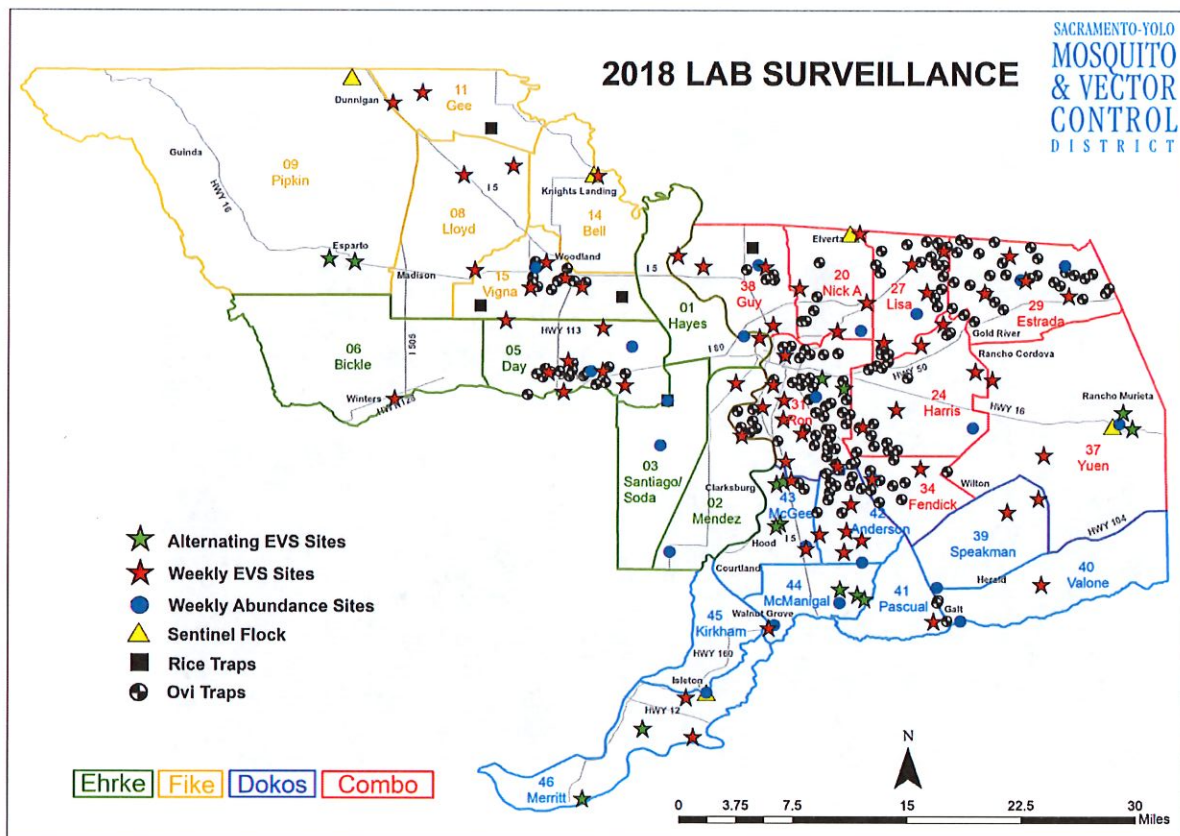 2018 LAB SURVEILLANCE
SACRAMENTO-YOLO
MOSQUITO
& VECTOR
CONTROL
DISTRICT
Dunnigan
11
Gee
Guinda
HWY 16
09
Pipkin
I 5
Knights Landing
08
Lloyd
14
Bell
Esparto
Madison
15
Vigna
Woodland
I 5
Elverta
38
Guy
20
Nick A
27
Lisa
29
Estrada
01
Hayes
HWY 113
I 505
06
Bickle
05
Day
I 80
Gold River
Rancho Cordova
HWY 50
Winters
HWY 128
31
Ron
24
Harris
HWY 16
Rancho Murieta
37
Yuen
03
Santiago/
Soda
Clarksburg
02
Mendez
43
McGee
42
Anderson
34
Fendick
Wilton
Hood
I 5
39
Speakman
HWY 104
Courtland
44
McManigal
41
Pascual
Herald
40
Valone
Galt
45
Kirkham
Walnut Grove
HWY 160
Isleton
HWY 12
46
Merritt
Alternating EVS Sites
Weekly EVS Sites
Weekly Abundance Sites
Sentinel Flock
Rice Traps
Ovi Traps
Ehrke Fike Dokos Combo
N
0 3.75 7.5 15 22.5 30
Miles